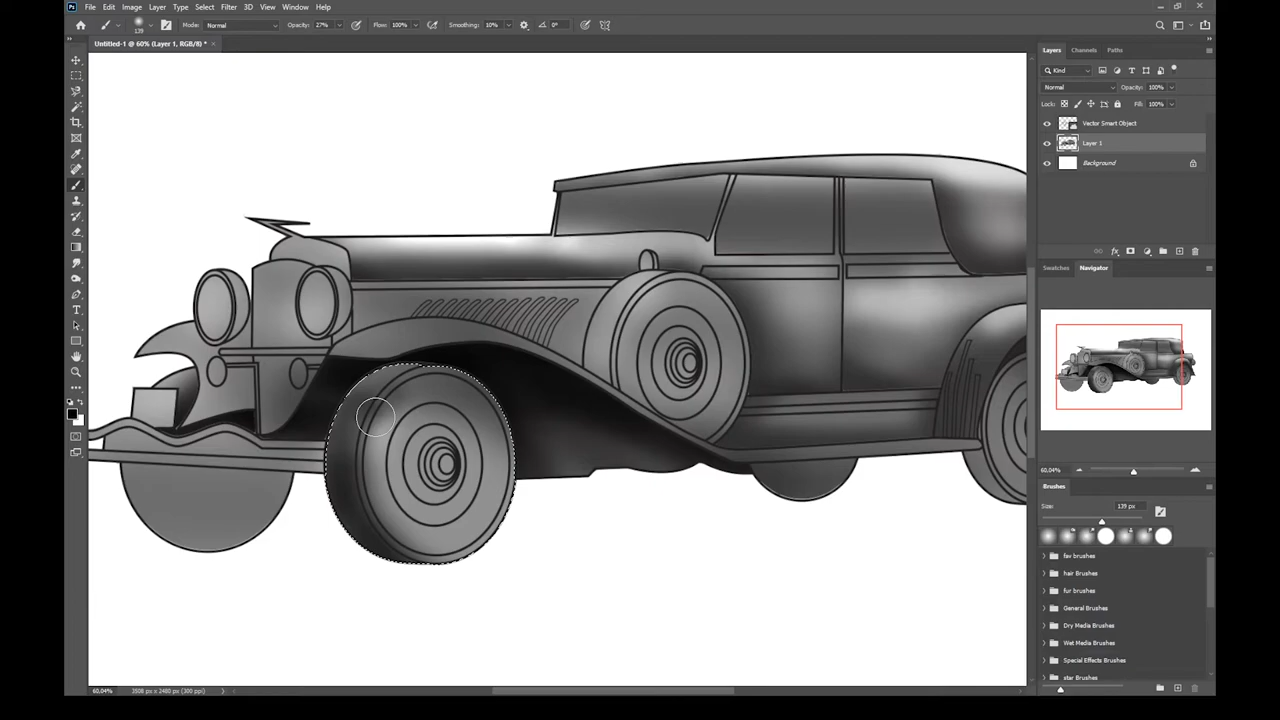 Ps File Edit Image Layer Type Select Filter 3D View Window Help
139 Mode: Normal Opacity: 27% Flow: 100% Smoothing: 10% 0°
Untitled-1 @ 60% (Layer 1, RGB/8) * ×
Layers Channels Paths
Kind
Normal Opacity: 100%
Lock: Fill: 100%
Vector Smart Object
Layer 1
Background
fx
Swatches Navigator
60,04%
Brushes
Size: 139 px
fav brushes
hair Brushes
fur brushes
General Brushes
Dry Media Brushes
Wet Media Brushes
Special Effects Brushes
star Brushes
60,04% 3508 px x 2480 px (300 ppi)